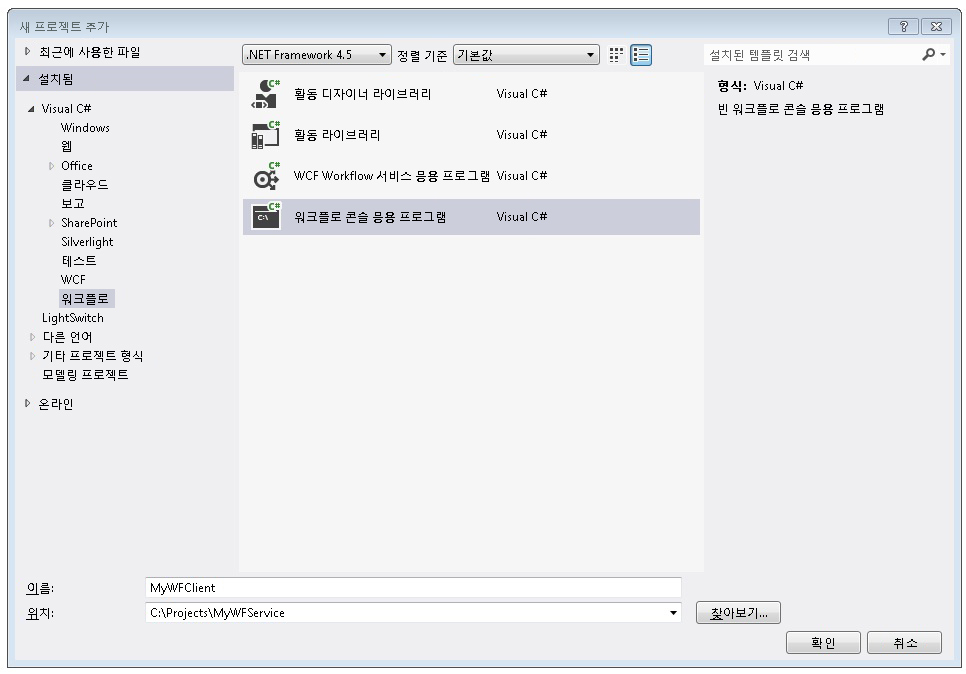 새 프로젝트 추가
최근에 사용한 파일
.NET Framework 4.5
정렬 기준
기본값
설치된 템플릿 검색
설치됨
Visual C#
Windows
웹
Office
클라우드
보고
SharePoint
Silverlight
테스트
WCF
워크플로
LightSwitch
다른 언어
기타 프로젝트 형식
모델링 프로젝트
온라인
C# 활동 디자이너 라이브러리 Visual C#
C# 활동 라이브러리 Visual C#
C# WCF Workflow 서비스 응용 프로그램 Visual C#
C# C:\ 워크플로 콘솔 응용 프로그램 Visual C#
형식: Visual C#
빈 워크플로 콘솔 응용 프로그램
이름: MyWFClient
위치: C:\Projects\MyWFService
찾아보기...
확인
취소